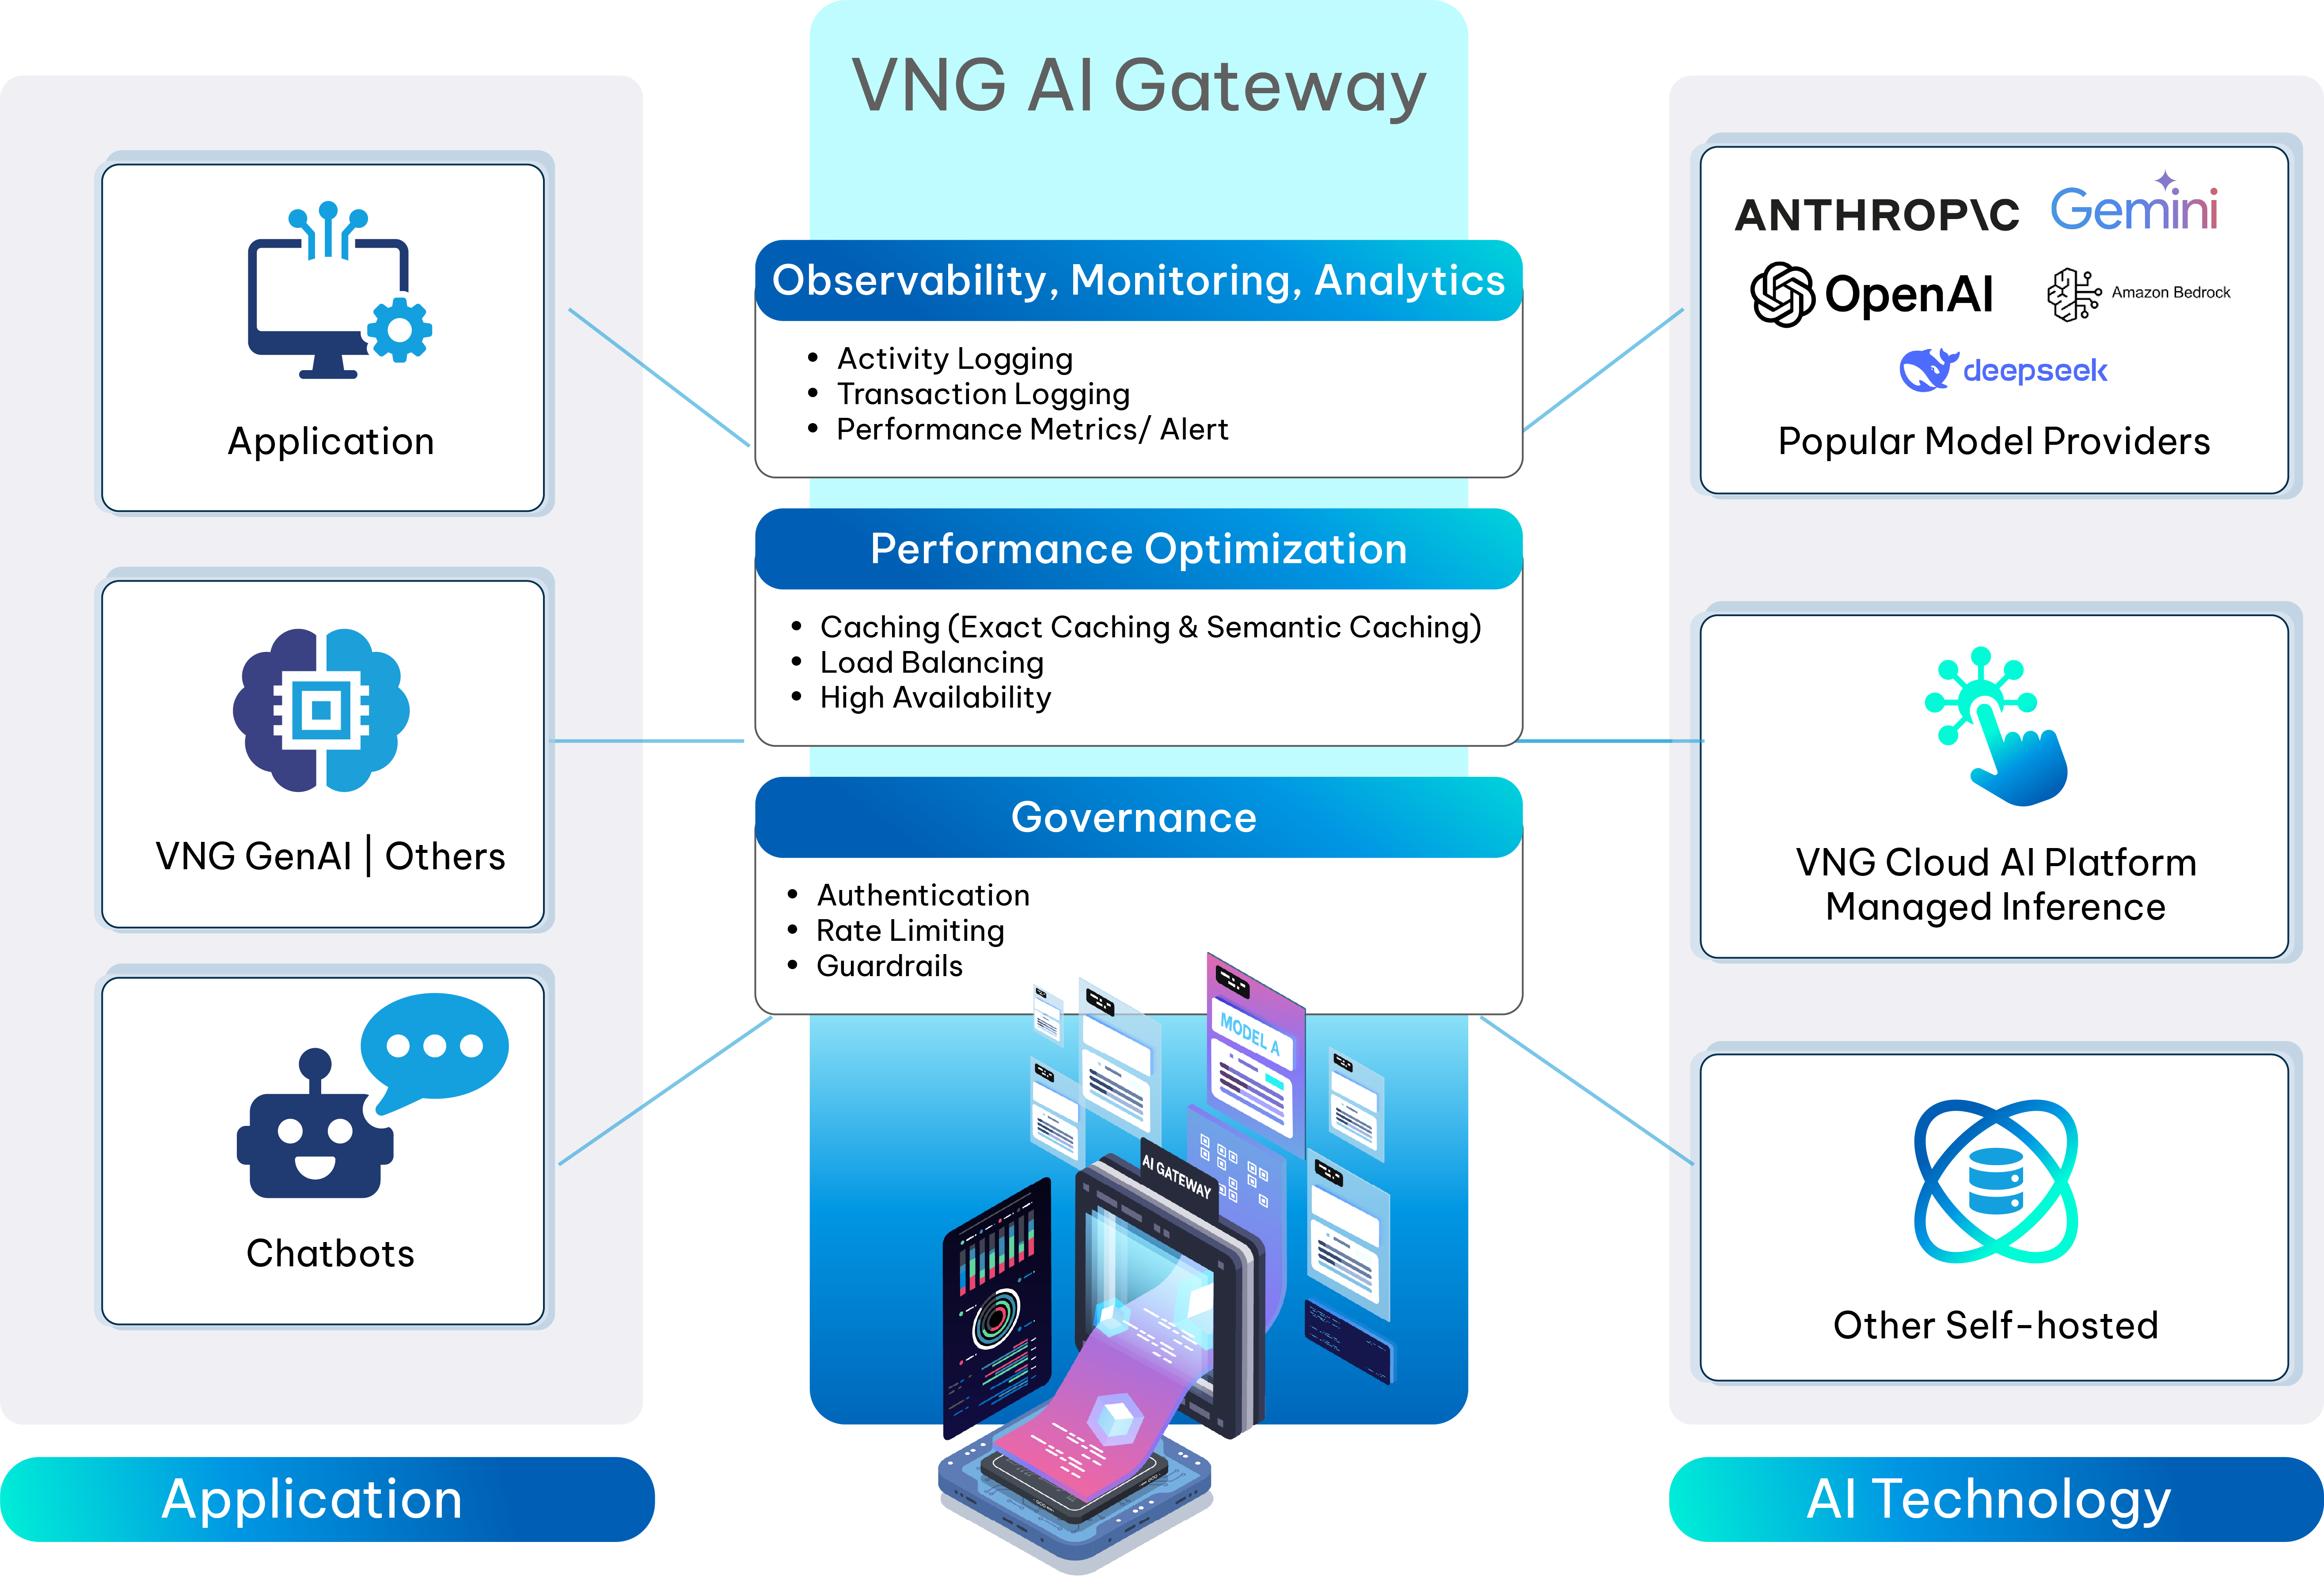 VNG AI Gateway
Application
VNG GenAI | Others
Chatbots
Application
Observability, Monitoring, Analytics
• Activity Logging
• Transaction Logging
• Performance Metrics/ Alert
Performance Optimization
• Caching (Exact Caching & Semantic Caching)
• Load Balancing
• High Availability
Governance
• Authentication
• Rate Limiting
• Guardrails
MODEL A
AI GATEWAY
ANTHROP\C
Gemini
OpenAI
Amazon Bedrock
deepseek
Popular Model Providers
VNG Cloud AI Platform
Managed Inference
Other Self-hosted
AI Technology